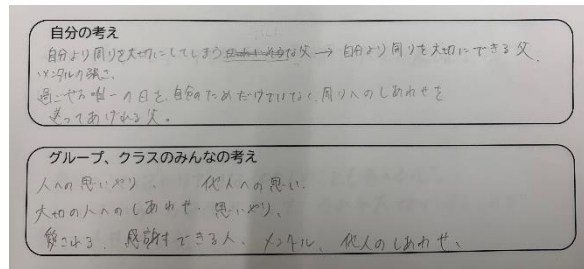 自分の考え
自分より周りを大切にしてしまう な父→自分より周りを大切にできる父。
メンタルの強さ。
過ごせる唯一の日を、自分のためだけではなく、周りへのしあわせを
送ってあげれる父。
グループ、クラスのみんなの考え
人への思いやり 他人への思い。
大切の人へのしあわせ・思いやり、
愛される、感謝できる人、メンタル、他人のしあわせ、